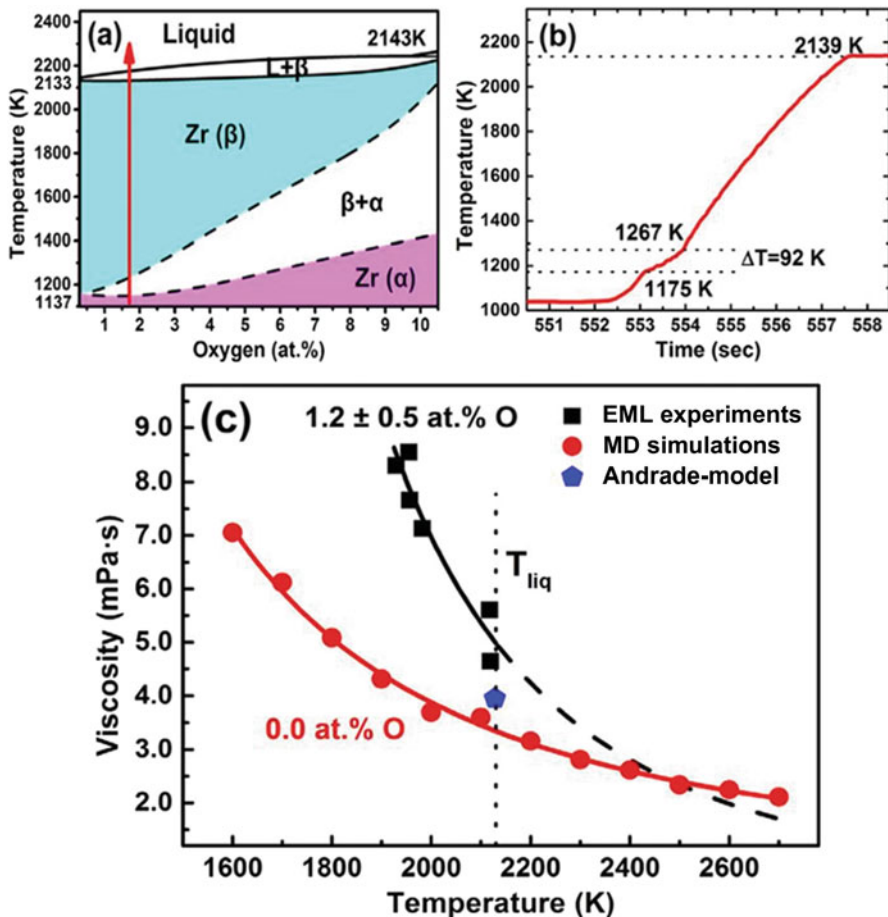 (a)
Liquid
2143K
L+β
Zr (β)
β+α
Zr (α)
2400
2200
2133
2000
1800
1600
1400
1200
1137
Temperature (K)
1 2 3 4 5 6 7 8 9 10
Oxygen (at.%)
(b)
2139 K
1267 K
ΔT=92 K
1175 K
2200
2000
1800
1600
1400
1200
1000
Temperature (K)
551 552 553 554 555 556 557 558
Time (sec)
(c)
1.2 ± 0.5 at.% O
EML experiments
MD simulations
Andrade-model
T liq
0.0 at.% O
9.0
8.0
7.0
6.0
5.0
4.0
3.0
2.0
Viscosity (mPa·s)
1600 1800 2000 2200 2400 2600
Temperature (K)